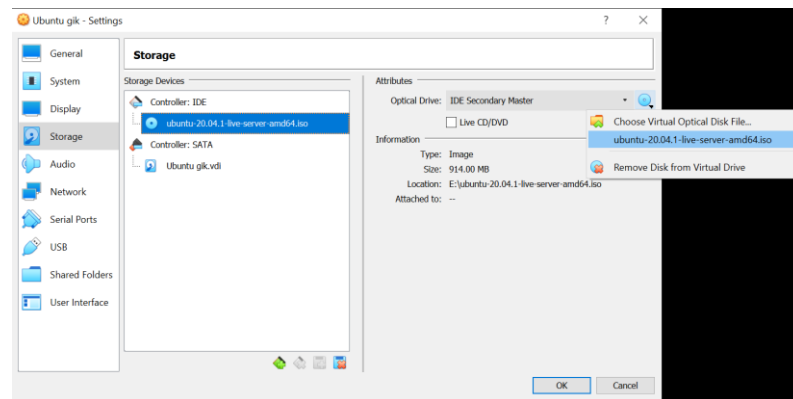 Ubuntu gik - Settings
?
General
System
Display
Storage
Audio
Network
Serial Ports
USB
Shared Folders
User Interface
Storage
Storage Devices
Controller: IDE
ubuntu-20.04.1-live-server-amd64.iso
Controller: SATA
Ubuntu gik.vdi
Attributes
Optical Drive: IDE Secondary Master
Live CD/DVD
Information
Type: Image
Size: 914.00 MB
Location: E:\ubuntu-20.04.1-live-server-amd64.iso
Attached to: --
Choose Virtual Optical Disk File...
ubuntu-20.04.1-live-server-amd64.iso
Remove Disk from Virtual Drive
OK Cancel